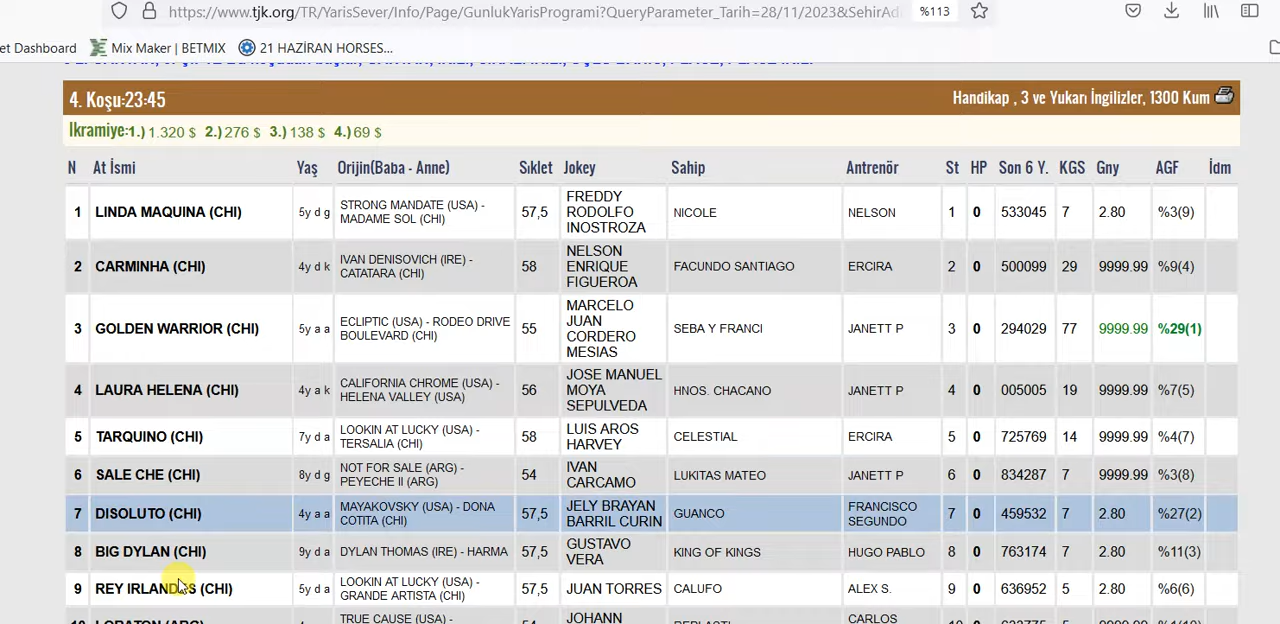 https://www.tjk.org/TR/YarisSever/Info/Page/GunlukYarisProgrami?QueryParameter_Tarih=28/11/2023&SehirAd %113
et Dashboard Mix Maker | BETMIX 21 HAZİRAN HORSES...
4. Koşu:23:45 Handikap , 3 ve Yukarı İngilizler, 1300 Kum
İkramiye:1.) 1.320 $ 2.) 276 $ 3.) 138 $ 4.) 69 $
N At İsmi Yaş Orijin(Baba - Anne) Sıklet Jokey Sahip Antrenör St HP Son 6 Y. KGS Gny AGF İdm
1 LINDA MAQUINA (CHI) 5y d g STRONG MANDATE (USA) - MADAME SOL (CHI) 57,5 FREDDY RODOLFO INOSTROZA NICOLE NELSON 1 0 533045 7 2.80 %3(9)
2 CARMINHA (CHI) 4y d k IVAN DENISOVICH (IRE) - CATATARA (CHI) 58 NELSON ENRIQUE FIGUEROA FACUNDO SANTIAGO ERCIRA 2 0 500099 29 9999.99 %9(4)
3 GOLDEN WARRIOR (CHI) 5y a a ECLIPTIC (USA) - RODEO DRIVE BOULEVARD (CHI) 55 MARCELO JUAN CORDERO MESIAS SEBA Y FRANCI JANETT P 3 0 294029 77 9999.99 %29(1)
4 LAURA HELENA (CHI) 4y a k CALIFORNIA CHROME (USA) - HELENA VALLEY (USA) 56 JOSE MANUEL MOYA SEPULVEDA HNOS. CHACANO JANETT P 4 0 005005 19 9999.99 %7(5)
5 TARQUINO (CHI) 7y d a LOOKIN AT LUCKY (USA) - TERSALIA (CHI) 58 LUIS AROS HARVEY CELESTIAL ERCIRA 5 0 725769 14 9999.99 %4(7)
6 SALE CHE (CHI) 8y d g NOT FOR SALE (ARG) - PEYECHE II (ARG) 54 IVAN CARCAMO LUKITAS MATEO JANETT P 6 0 834287 7 9999.99 %3(8)
7 DISOLUTO (CHI) 4y a a MAYAKOVSKY (USA) - DONA COTITA (CHI) 57,5 JELY BRAYAN BARRIL CURIN GUANCO FRANCISCO SEGUNDO 7 0 459532 7 2.80 %27(2)
8 BIG DYLAN (CHI) 9y d a DYLAN THOMAS (IRE) - HARMA 57,5 GUSTAVO VERA KING OF KINGS HUGO PABLO 8 0 763174 7 2.80 %11(3)
9 REY IRLANDES (CHI) 5y d a LOOKIN AT LUCKY (USA) - GRANDE ARTISTA (CHI) 57,5 JUAN TORRES CALUFO ALEX S. 9 0 636952 5 2.80 %6(6)
TRUE CAUSE (USA) - JOHANN CARLOS